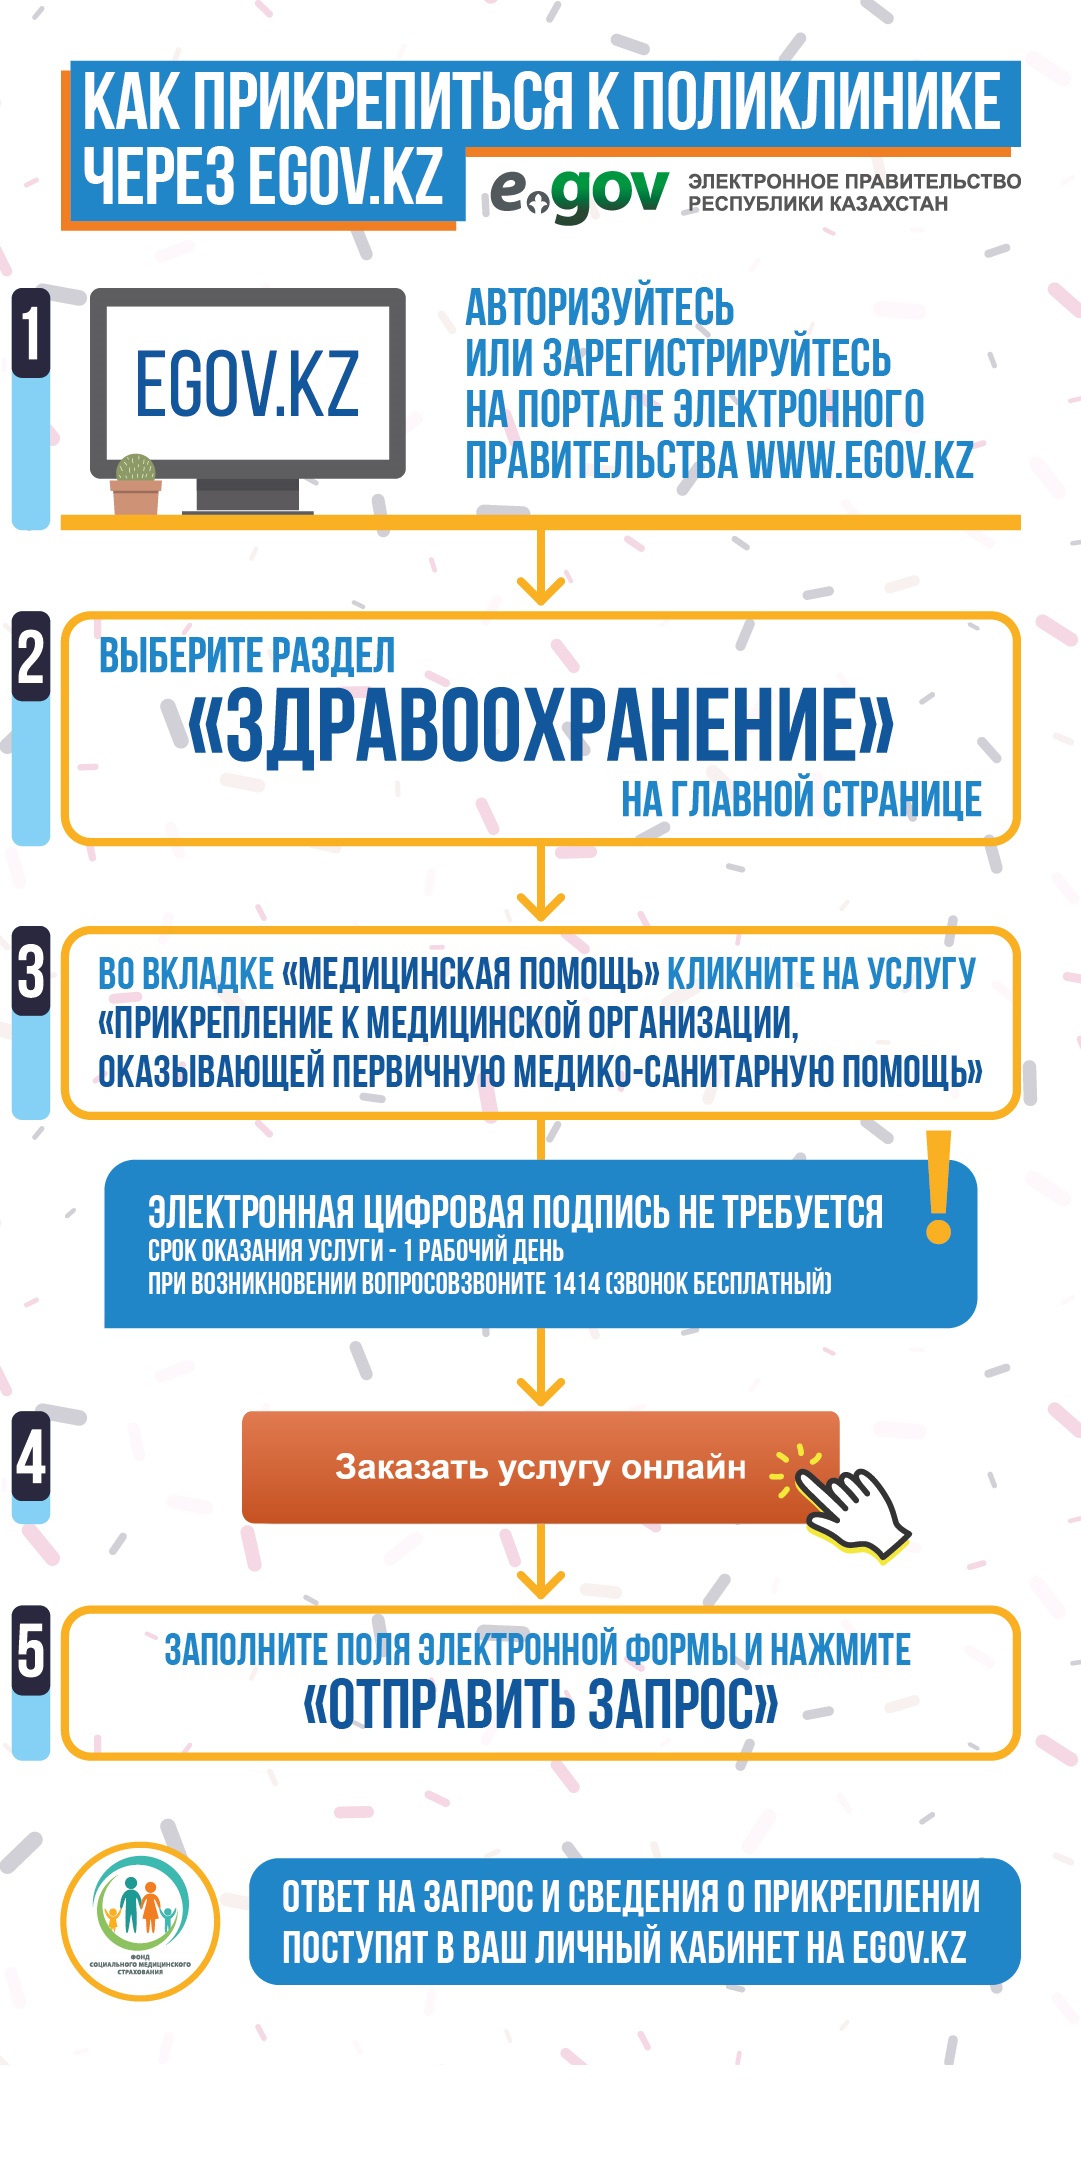 КАК ПРИКРЕПИТЬСЯ К ПОЛИКЛИНИКЕ
ЧЕРЕЗ EGOV.KZ
e.gov
ЭЛЕКТРОННОЕ ПРАВИТЕЛЬСТВО
РЕСПУБЛИКИ КАЗАХСТАН
1
EGOV.KZ
АВТОРИЗУЙТЕСЬ
ИЛИ ЗАРЕГИСТРИРУЙТЕСЬ
НА ПОРТАЛЕ ЭЛЕКТРОННОГО
ПРАВИТЕЛЬСТВА WWW.EGOV.KZ
2
ВЫБЕРИТЕ РАЗДЕЛ
«ЗДРАВООХРАНЕНИЕ»
НА ГЛАВНОЙ СТРАНИЦЕ
3
ВО ВКЛАДКЕ «МЕДИЦИНСКАЯ ПОМОЩЬ» КЛИКНИТЕ НА УСЛУГУ
«ПРИКРЕПЛЕНИЕ К МЕДИЦИНСКОЙ ОРГАНИЗАЦИИ,
ОКАЗЫВАЮЩЕЙ ПЕРВИЧНУЮ МЕДИКО-САНИТАРНУЮ ПОМОЩЬ»
ЭЛЕКТРОННАЯ ЦИФРОВАЯ ПОДПИСЬ НЕ ТРЕБУЕТСЯ !
СРОК ОКАЗАНИЯ УСЛУГИ - 1 РАБОЧИЙ ДЕНЬ
ПРИ ВОЗНИКНОВЕНИИ ВОПРОСОВЗВОНИТЕ 1414 (ЗВОНОК БЕСПЛАТНЫЙ)
4
Заказать услугу онлайн
5
ЗАПОЛНИТЕ ПОЛЯ ЭЛЕКТРОННОЙ ФОРМЫ И НАЖМИТЕ
«ОТПРАВИТЬ ЗАПРОС»
ФОНД
СОЦИАЛЬНОГО МЕДИЦИНСКОГО
СТРАХОВАНИЯ
ОТВЕТ НА ЗАПРОС И СВЕДЕНИЯ О ПРИКРЕПЛЕНИИ
ПОСТУПЯТ В ВАШ ЛИЧНЫЙ КАБИНЕТ НА EGOV.KZ